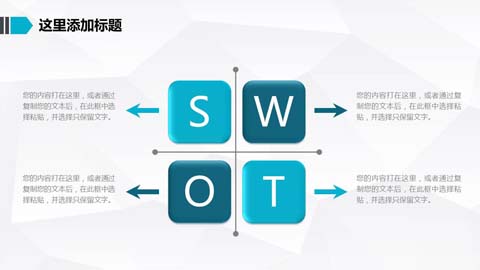 这里添加标题
您的内容打在这里，或者通过
复制您的文本后，在此框中选
择粘贴，并选择只保留文字。
S
W
您的内容打在这里，或者通过
复制您的文本后，在此框中选
择粘贴，并选择只保留文字。
您的内容打在这里，或者通过
复制您的文本后，在此框中选
择粘贴，并选择只保留文字。
O
T
您的内容打在这里，或者通过
复制您的文本后，在此框中选
择粘贴，并选择只保留文字。